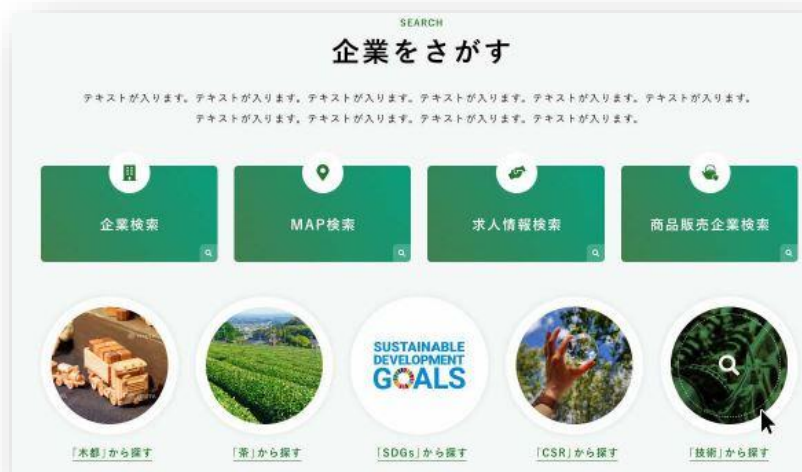 SEARCH
企業をさがす
テキストが入ります。テキストが入ります。テキストが入ります。テキストが入ります。テキストが入ります。テキストが入ります。
テキストが入ります。テキストが入ります。テキストが入ります。テキストが入ります。
企業検索
MAP検索
求人情報検索
商品販売企業検索
SUSTAINABLE
DEVELOPMENT
GOALS
「木都」から探す
「茶」から探す
「SDGs」から探す
「CSR」から探す
「技術」から探す